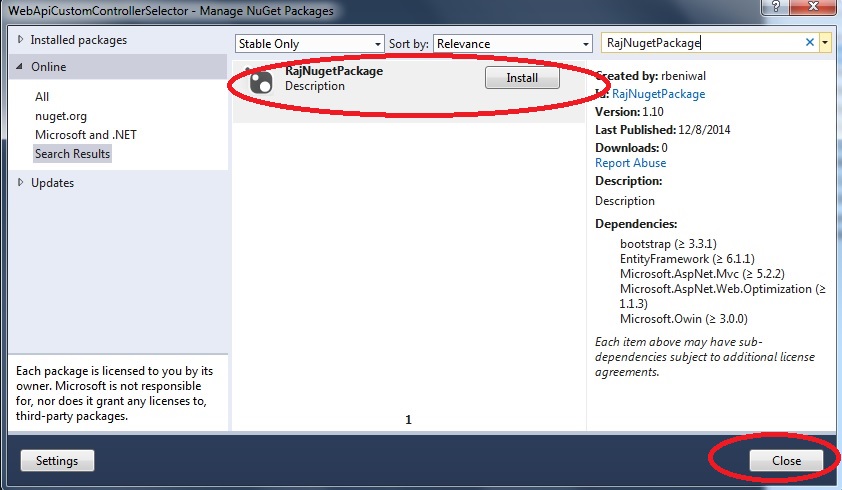 WebApiCustomControllerSelector - Manage NuGet Packages
?
X
Installed packages
Online
All
nuget.org
Microsoft and .NET
Search Results
Updates
Each package is licensed to you by its
owner. Microsoft is not responsible
for, nor does it grant any licenses to,
third-party packages.
Stable Only
Sort by: Relevance
RajNugetPackage
Description
Install
1
RajNugetPackage
Created by: rbeniwal
Id: RajNugetPackage
Version: 1.10
Last Published: 12/8/2014
Downloads: 0
Report Abuse
Description:
Description
Dependencies:
bootstrap (≥ 3.3.1)
EntityFramework (≥ 6.1.1)
Microsoft.AspNet.Mvc (≥ 5.2.2)
Microsoft.AspNet.Web.Optimization (≥
1.1.3)
Microsoft.Owin (≥ 3.0.0)
Each item above may have sub-
dependencies subject to additional license
agreements.
Settings
Close